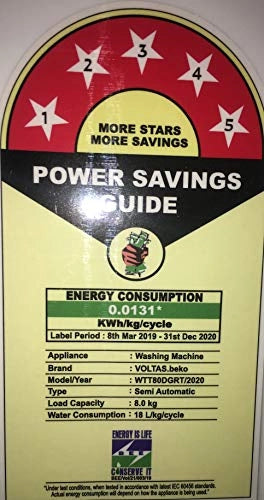 1 2 3 4 5
MORE STARS
MORE SAVINGS
POWER SAVINGS
GUIDE
ENERGY CONSUMPTION
0.0131*
KWh/kg/cycle
Label Period : 8th Mar 2019 - 31st Dec 2020
Appliance : Washing Machine
Brand : VOLTAS.beko
Model/Year : WTT80DGRT/2020
Type : Semi Automatic
Load Capacity : 8.0 kg
Water Consumption : 18 L/kg/cycle
ENERGY IS LIFE
BEE
CONSERVE IT
*Under test conditions, when tested in accordance with latest IEC 60456 standards.
Actual energy consumption will depend on how the appliance is being used.*